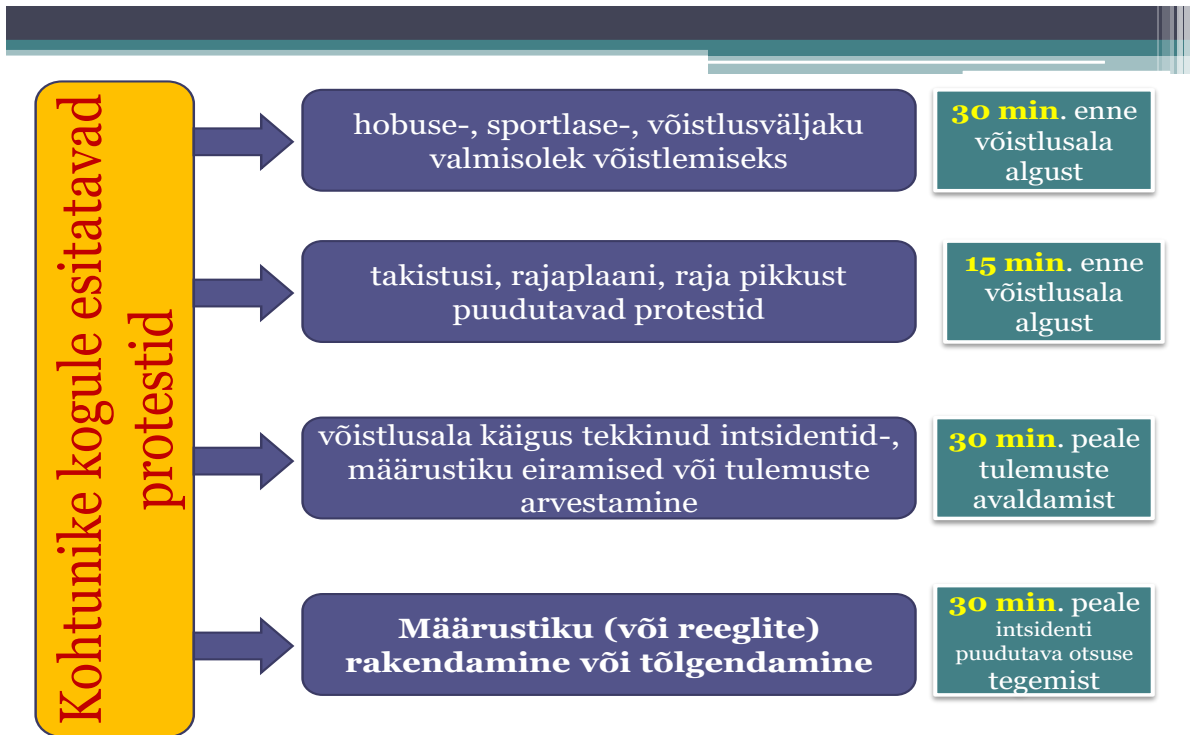 Kohtunike kogule esitatavad
protestid
hobuse-, sportlase-, võistlusväljaku
valmisolek võistlemiseks
30 min. enne
võistlusala
algust
takistusi, rajaplaani, raja pikkust
puudutavad protestid
15 min. enne
võistlusala
algust
võistlusala käigus tekkinud intsidentid-,
määrustiku eiramised või tulemuste
arvestamine
30 min. peale
tulemuste
avaldamist
Määrustiku (või reeglite)
rakendamine või tõlgendamine
30 min. peale
intsidenti
puudutava otsuse
tegemist